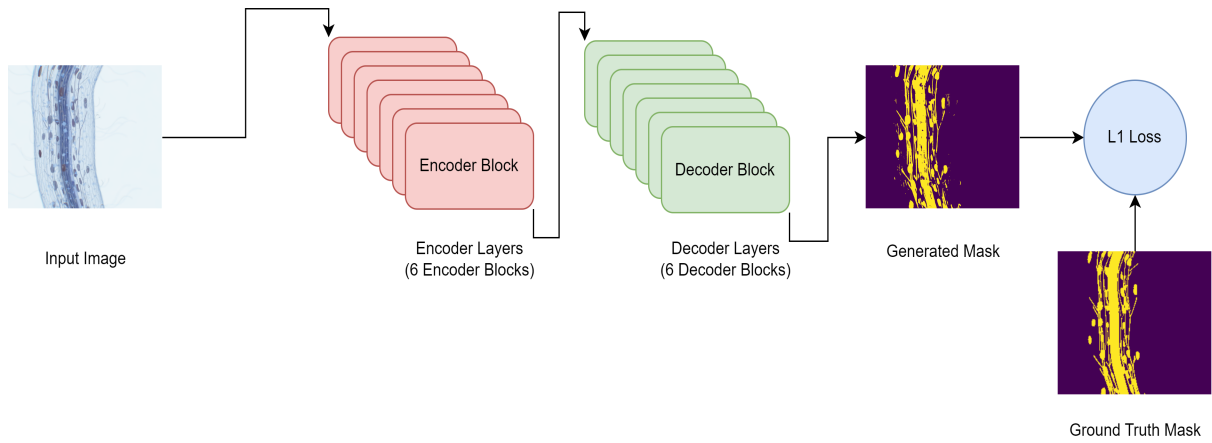 Encoder Block
Decoder Block
L1 Loss
Input Image
Encoder Layers
(6 Encoder Blocks)
Decoder Layers
(6 Decoder Blocks)
Generated Mask
Ground Truth Mask